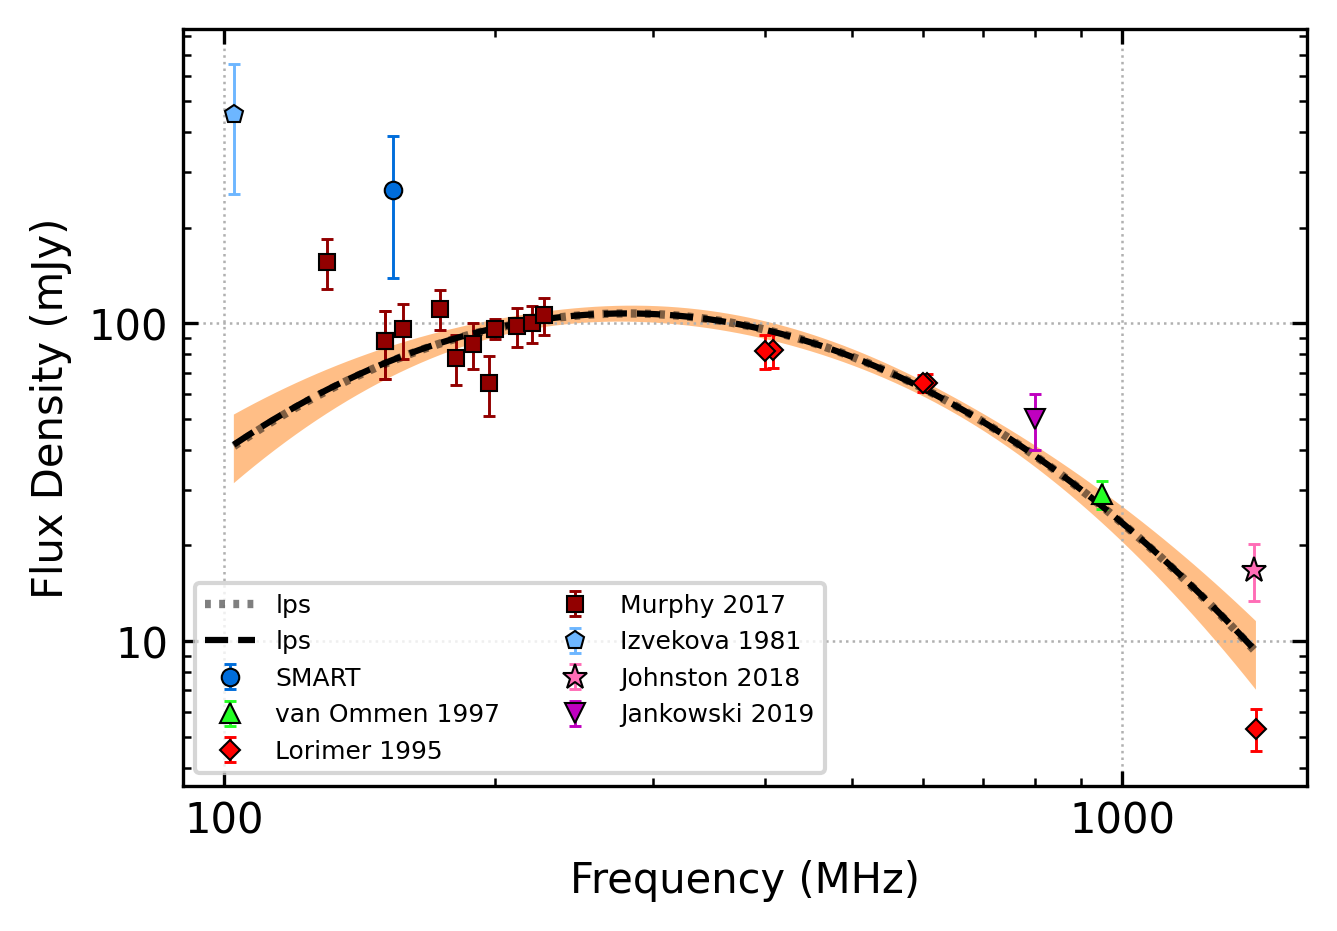 Flux Density (mJy)
100
10
lps
lps
SMART
van Ommen 1997
Lorimer 1995
Murphy 2017
Izvekova 1981
Johnston 2018
Jankowski 2019
100
1000
Frequency (MHz)